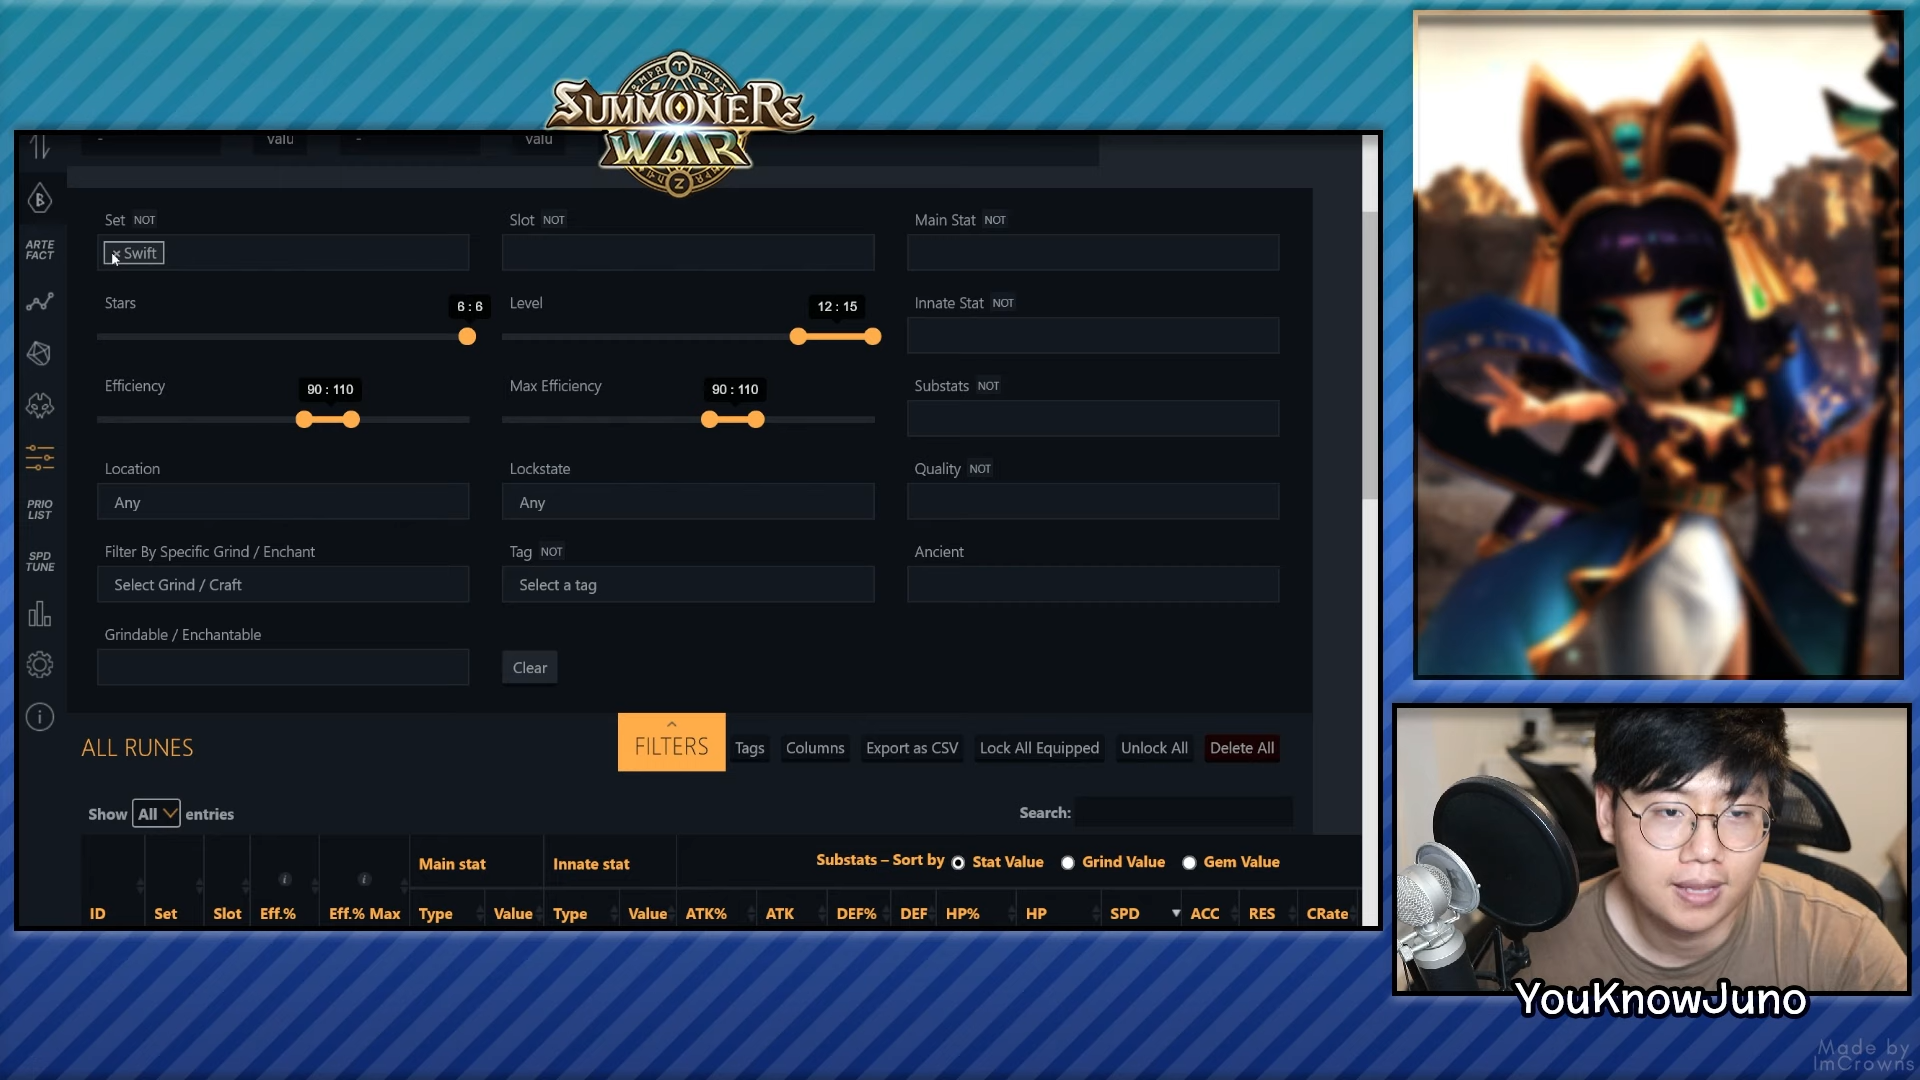 SUMMONERS
WAR
- Valu - Valu
Set NOT Slot NOT Main Stat NOT
× Swift
Stars 6 : 6 Level 12 : 15 Innate Stat NOT
Efficiency 90 : 110 Max Efficiency 90 : 110 Substats NOT
Location Lockstate Quality NOT
Any Any
Filter By Specific Grind / Enchant Tag NOT Ancient
Select Grind / Craft Select a tag
Grindable / Enchantable
Clear
ARTE
FACT
PRIO
LIST
SPD
TUNE
ALL RUNES FILTERS Tags Columns Export as CSV Lock All Equipped Unlock All Delete All
Show All entries Search:
Main stat Innate stat Substats – Sort by Stat Value Grind Value Gem Value
ID Set Slot Eff.% Eff.% Max Type Value Type Value ATK% ATK DEF% DEF HP% HP SPD ACC RES CRate
YouKnowJuno
Made by
ImCrowns